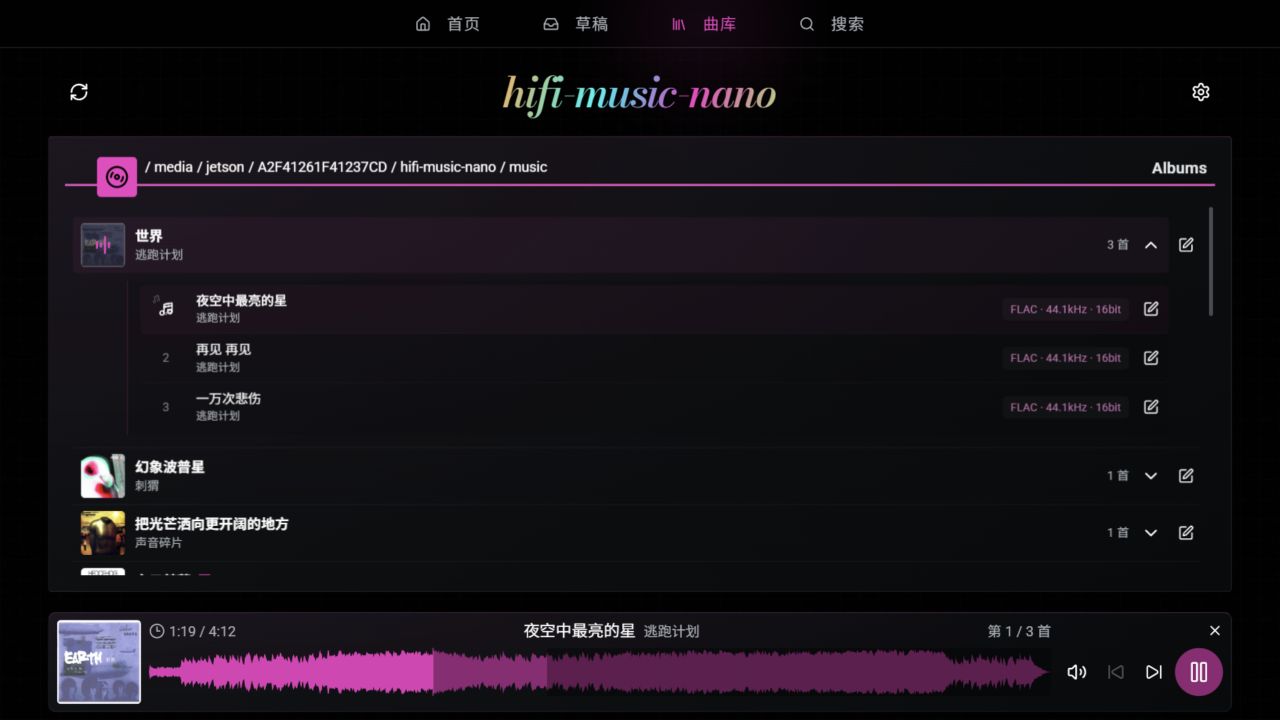 首页
草稿
曲库
搜索
hifi-music-nano
/ media / jetson / A2F41261F41237CD / hifi-music-nano / music
Albums
世界
逃跑计划
3 首
夜空中最亮的星
逃跑计划
FLAC · 44.1kHz · 16bit
2
再见 再见
逃跑计划
FLAC · 44.1kHz · 16bit
3
一万次悲伤
逃跑计划
FLAC · 44.1kHz · 16bit
幻象波普星
刺猬
1 首
把光芒洒向更开阔的地方
声音碎片
1 首
1:19 / 4:12
夜空中最亮的星 逃跑计划
第 1 / 3 首
EARTH